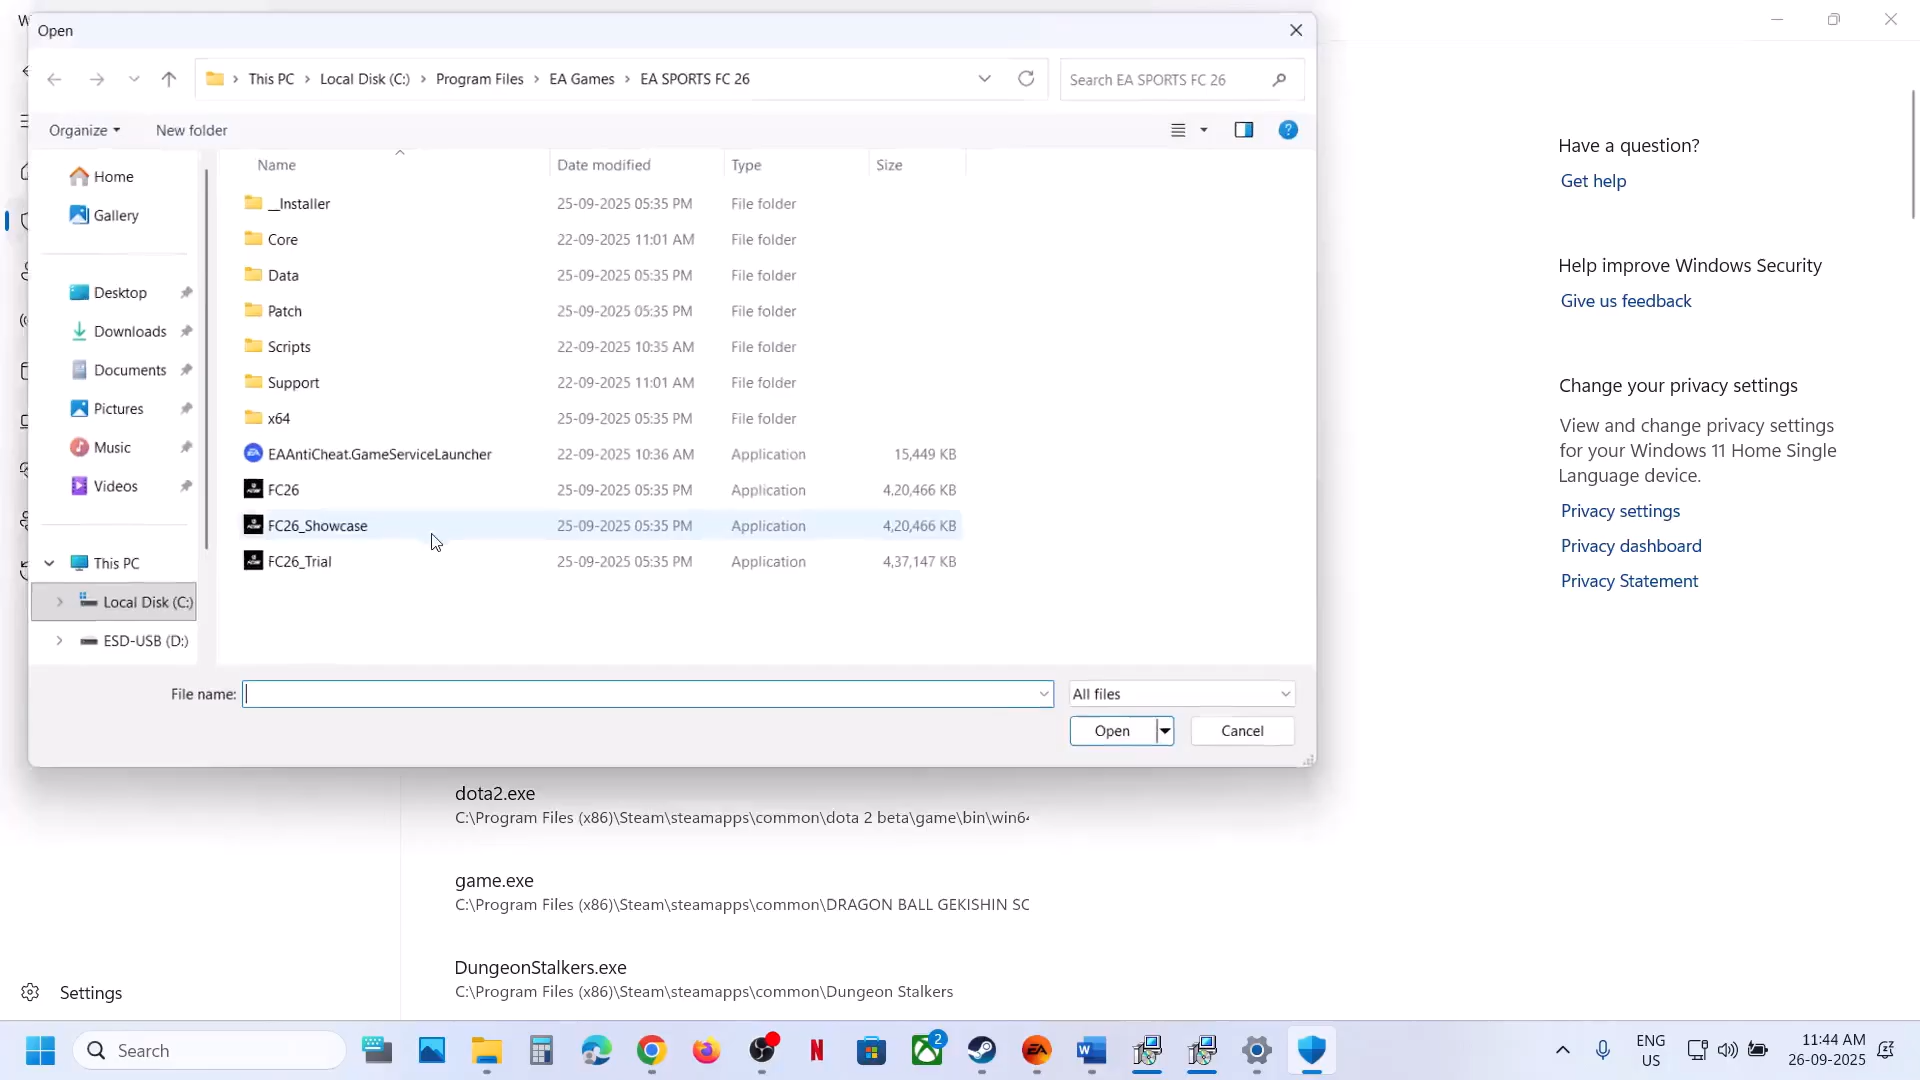 W
Open
This PC > Local Disk (C:) > Program Files > EA Games > EA SPORTS FC 26
Search EA SPORTS FC 26
Organize
New folder
Name
Date modified
Type
Size
Home
Gallery
Desktop
Downloads
Documents
Pictures
Music
Videos
This PC
Local Disk (C:)
ESD-USB (D:)
__Installer 25-09-2025 05:35 PM File folder
Core 22-09-2025 11:01 AM File folder
Data 25-09-2025 05:35 PM File folder
Patch 25-09-2025 05:35 PM File folder
Scripts 22-09-2025 10:35 AM File folder
Support 22-09-2025 11:01 AM File folder
x64 25-09-2025 05:35 PM File folder
EAAntiCheat.GameServiceLauncher 22-09-2025 10:36 AM Application 15,449 KB
FC26 25-09-2025 05:35 PM Application 4,20,466 KB
FC26_Showcase 25-09-2025 05:35 PM Application 4,20,466 KB
FC26_Trial 25-09-2025 05:35 PM Application 4,37,147 KB
File name:
All files
Open
Cancel
Have a question?
Get help
Help improve Windows Security
Give us feedback
Change your privacy settings
View and change privacy settings
for your Windows 11 Home Single
Language device.
Privacy settings
Privacy dashboard
Privacy Statement
dota2.exe
C:\Program Files (x86)\Steam\steamapps\common\dota 2 beta\game\bin\win64
game.exe
C:\Program Files (x86)\Steam\steamapps\common\DRAGON BALL GEKISHIN SC
DungeonStalkers.exe
C:\Program Files (x86)\Steam\steamapps\common\Dungeon Stalkers
Settings
Search
2
EA
ENG
US
11:44 AM
26-09-2025